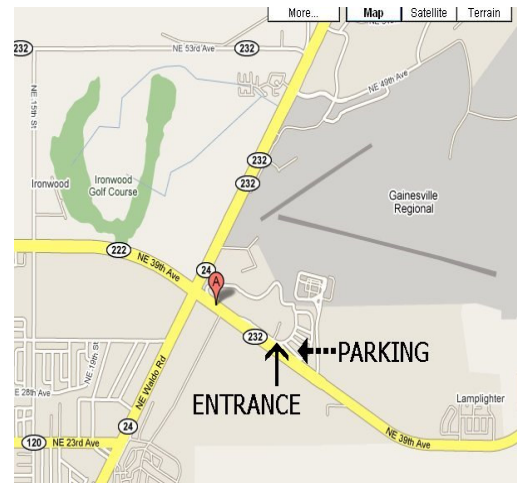 More...
Map
Satellite
Terrain
232
NE 53rd Ave
232
NE 15th St
NE 49th Ave
232
232
Ironwood
Ironwood
Golf Course
Gainesville
Regional
222
NE 39th Ave
24
A
232
PARKING
NE 19th St
NE Waldo Rd
ENTRANCE
E 28th Ave
Lamplighter
24
120
NE 23rd Ave
NE 39th Ave
232